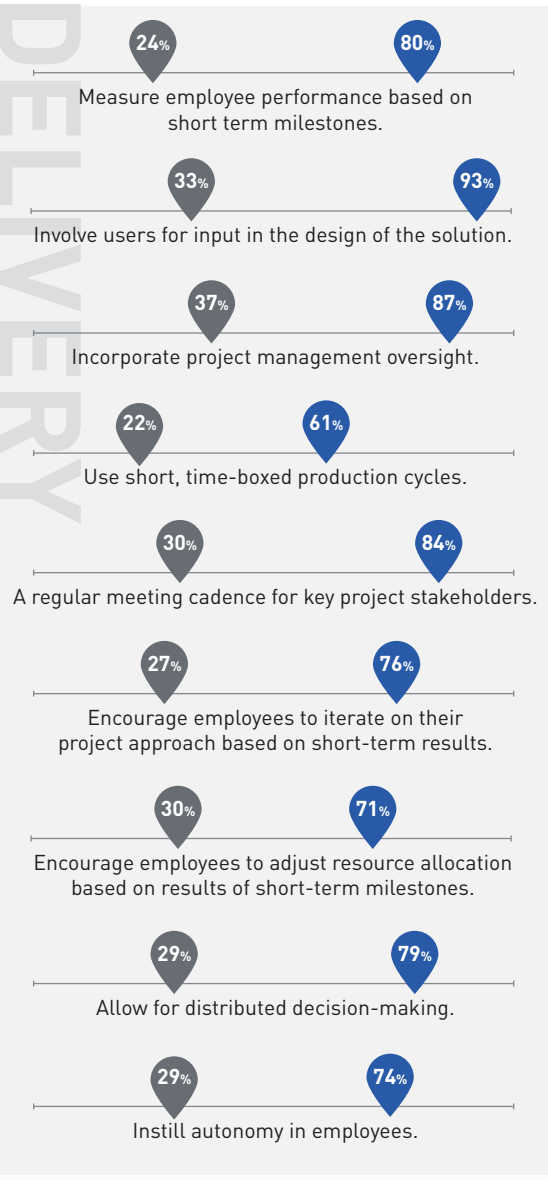 DELIVERY
24% 80%
Measure employee performance based on
short term milestones.
33% 93%
Involve users for input in the design of the solution.
37% 87%
Incorporate project management oversight.
22% 61%
Use short, time-boxed production cycles.
30% 84%
A regular meeting cadence for key project stakeholders.
27% 76%
Encourage employees to iterate on their
project approach based on short-term results.
30% 71%
Encourage employees to adjust resource allocation
based on results of short-term milestones.
29% 79%
Allow for distributed decision-making.
29% 74%
Instill autonomy in employees.